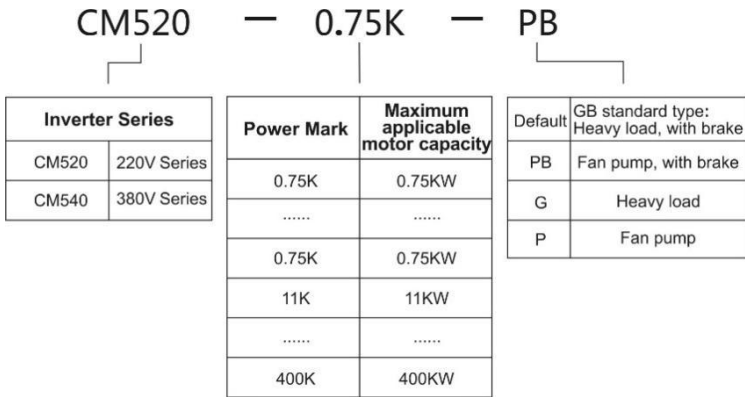 CM520 — 0.75K — PB
Inverter Series
CM520 220V Series
CM540 380V Series
Power Mark Maximum applicable motor capacity
0.75K 0.75KW
...... ......
0.75K 0.75KW
11K 11KW
...... ......
400K 400KW
Default GB standard type:
Heavy load, with brake
PB Fan pump, with brake
G Heavy load
P Fan pump